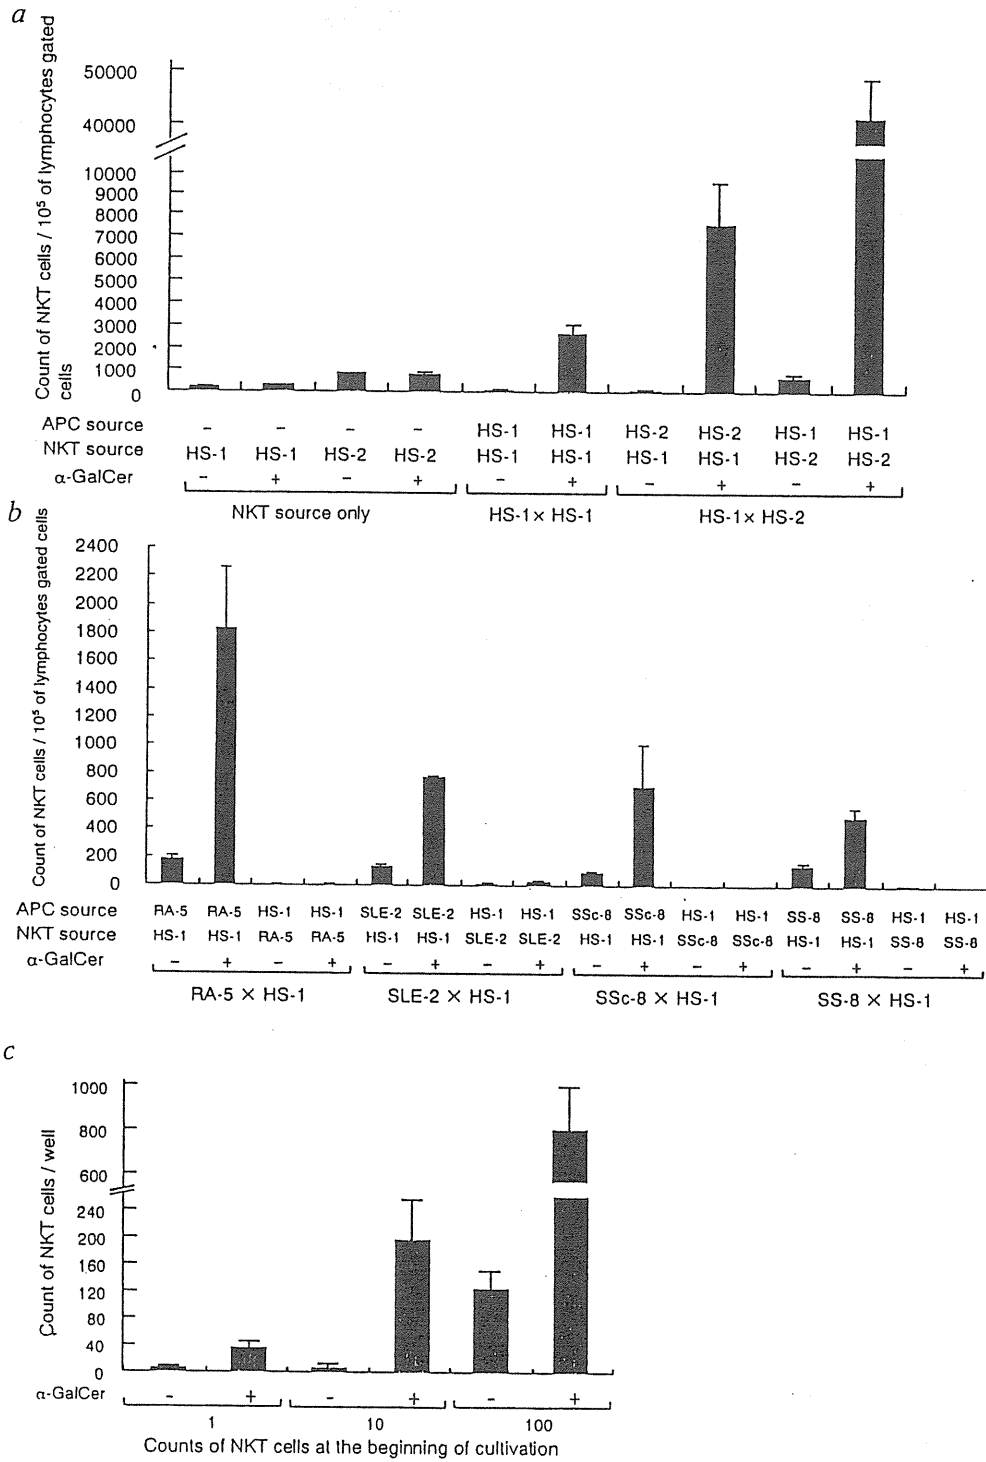 a
Count of NKT cells / 10⁵ of lymphocytes gated
cells
50000
40000
10000
9000
8000
7000
6000
5000
4000
3000
2000
1000
0
APC source – – – – HS-1 HS-1 HS-2 HS-2 HS-1 HS-1
NKT source HS-1 HS-1 HS-2 HS-2 HS-1 HS-1 HS-1 HS-1 HS-2 HS-2
α-GalCer – + – + – + – + – +
NKT source only HS-1 × HS-1 HS-1 × HS-2
b
Count of NKT cells / 10⁵ of lymphocytes gated cells
2400
2200
2000
1800
1600
1400
1200
1000
800
600
400
200
0
APC source RA-5 RA-5 HS-1 HS-1 SLE-2 SLE-2 HS-1 HS-1 SSc-8 SSc-8 HS-1 HS-1 SS-8 SS-8 HS-1 HS-1
NKT source HS-1 HS-1 RA-5 RA-5 HS-1 HS-1 SLE-2 SLE-2 HS-1 HS-1 SSc-8 SSc-8 HS-1 HS-1 SS-8 SS-8
α-GalCer – + – + – + – + – + – + – + – +
RA-5 × HS-1 SLE-2 × HS-1 SSc-8 × HS-1 SS-8 × HS-1
c
Count of NKT cells / well
1000
800
600
240
200
160
120
80
40
0
α-GalCer – + – + – +
1 10 100
Counts of NKT cells at the beginning of cultivation